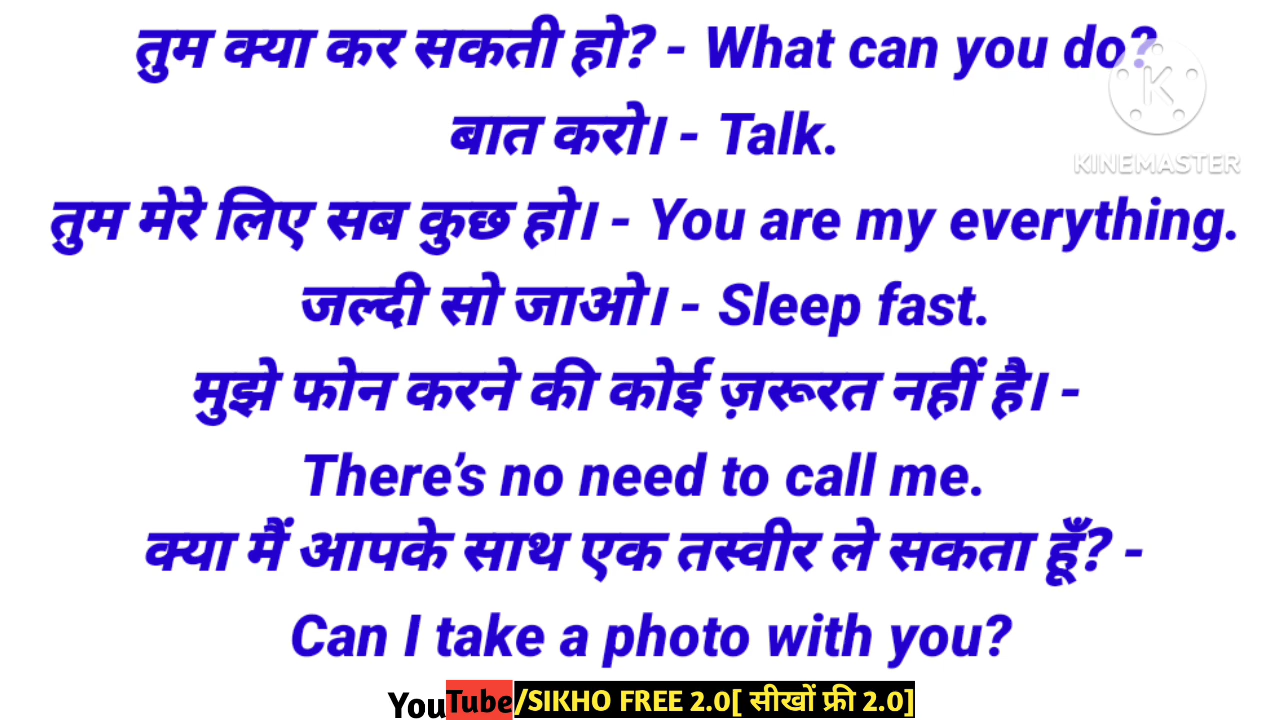 तुम क्या कर सकती हो? - What can you do?
बात करो। - Talk.
तुम मेरे लिए सब कुछ हो। - You are my everything.
जल्दी सो जाओ। - Sleep fast.
मुझे फोन करने की कोई ज़रूरत नहीं है। -
There’s no need to call me.
क्या मैं आपके साथ एक तस्वीर ले सकता हूँ? -
Can I take a photo with you?
YouTube/SIKHO FREE 2.0[ सीखों फ्री 2.0]
K
KINEMASTER